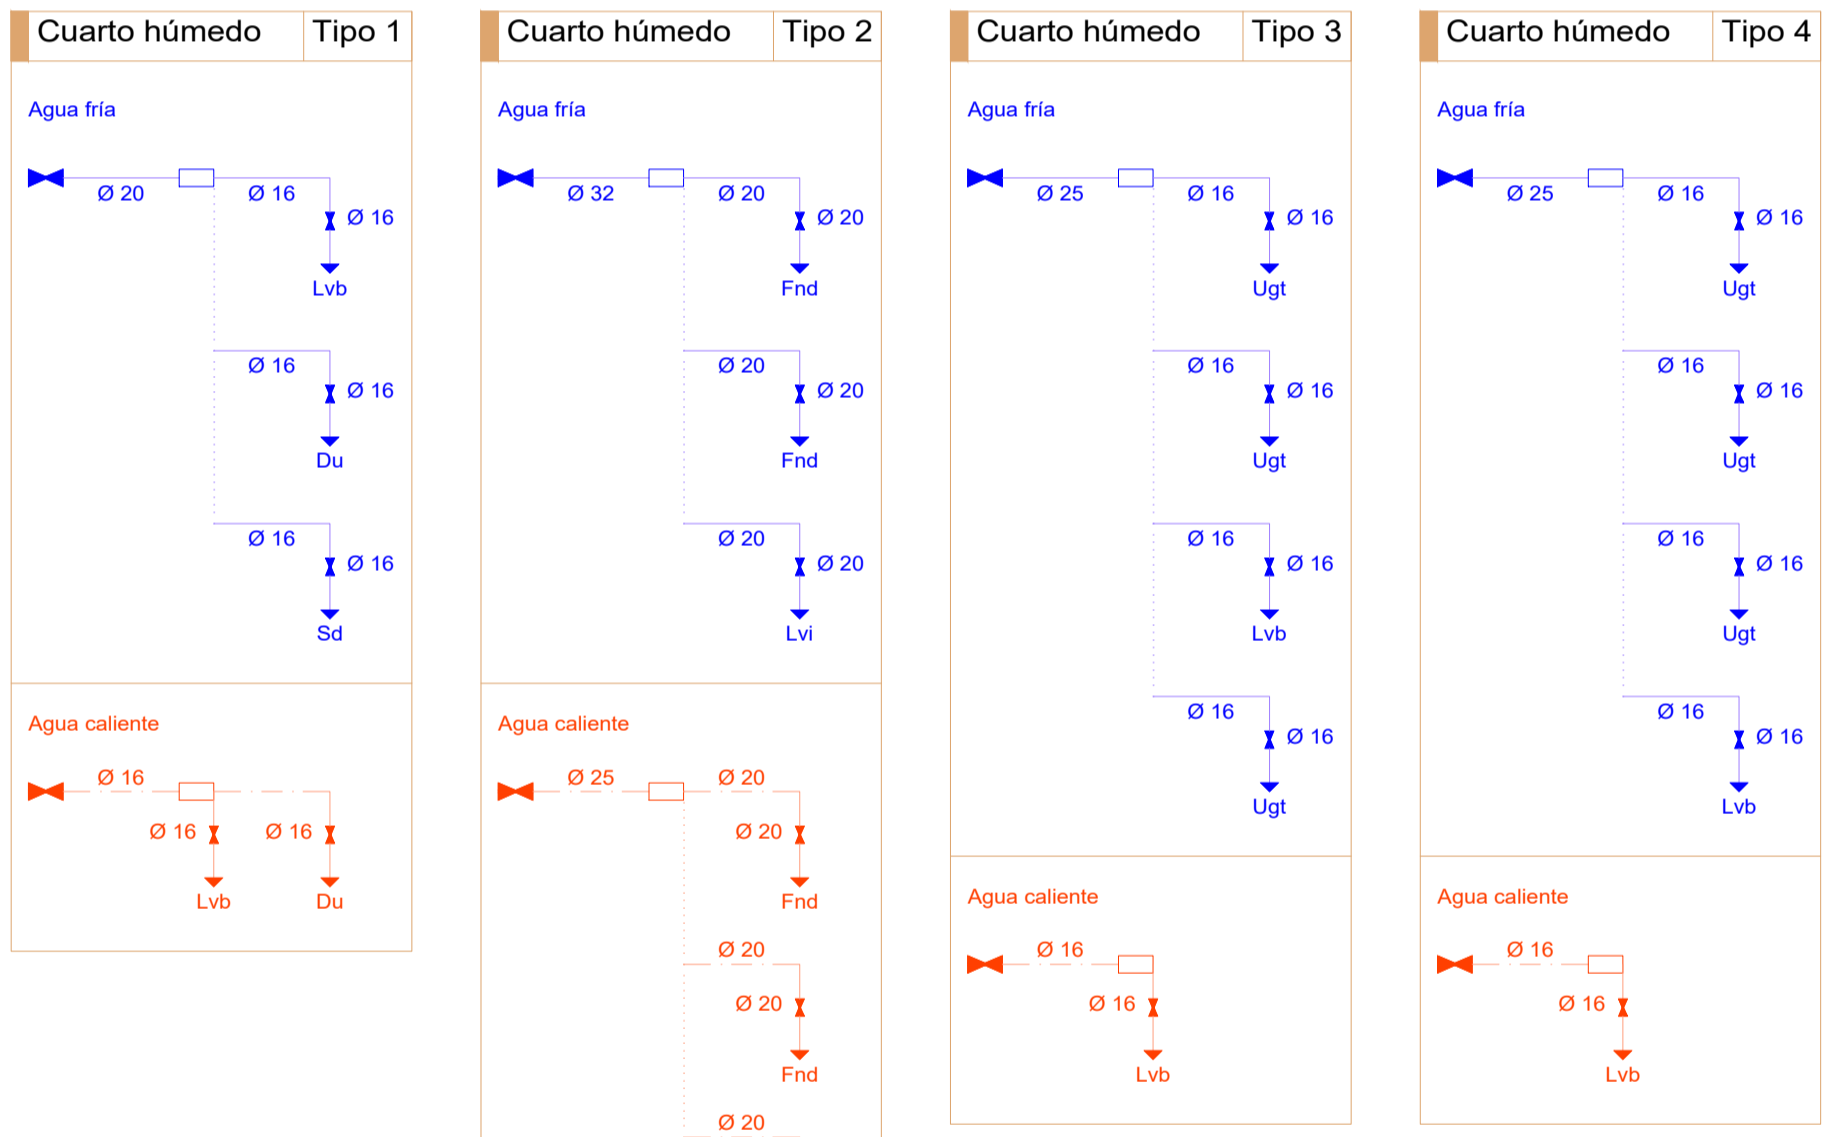 Cuarto húmedo Tipo 1
Agua fría
Ø 20 Ø 16
Ø 16
Lvb
Ø 16
Ø 16
Du
Ø 16
Ø 16
Sd
Agua caliente
Ø 16
Ø 16 Ø 16
Lvb Du
Cuarto húmedo Tipo 2
Agua fría
Ø 32 Ø 20
Ø 20
Fnd
Ø 20
Ø 20
Fnd
Ø 20
Ø 20
Lvi
Agua caliente
Ø 25 Ø 20
Ø 20
Fnd
Ø 20
Ø 20
Fnd
Ø 20
Cuarto húmedo Tipo 3
Agua fría
Ø 25 Ø 16
Ø 16
Ugt
Ø 16
Ø 16
Ugt
Ø 16
Ø 16
Lvb
Ø 16
Ø 16
Ugt
Agua caliente
Ø 16
Ø 16
Lvb
Cuarto húmedo Tipo 4
Agua fría
Ø 25 Ø 16
Ø 16
Ugt
Ø 16
Ø 16
Ugt
Ø 16
Ø 16
Ugt
Ø 16
Ø 16
Lvb
Agua caliente
Ø 16
Ø 16
Lvb